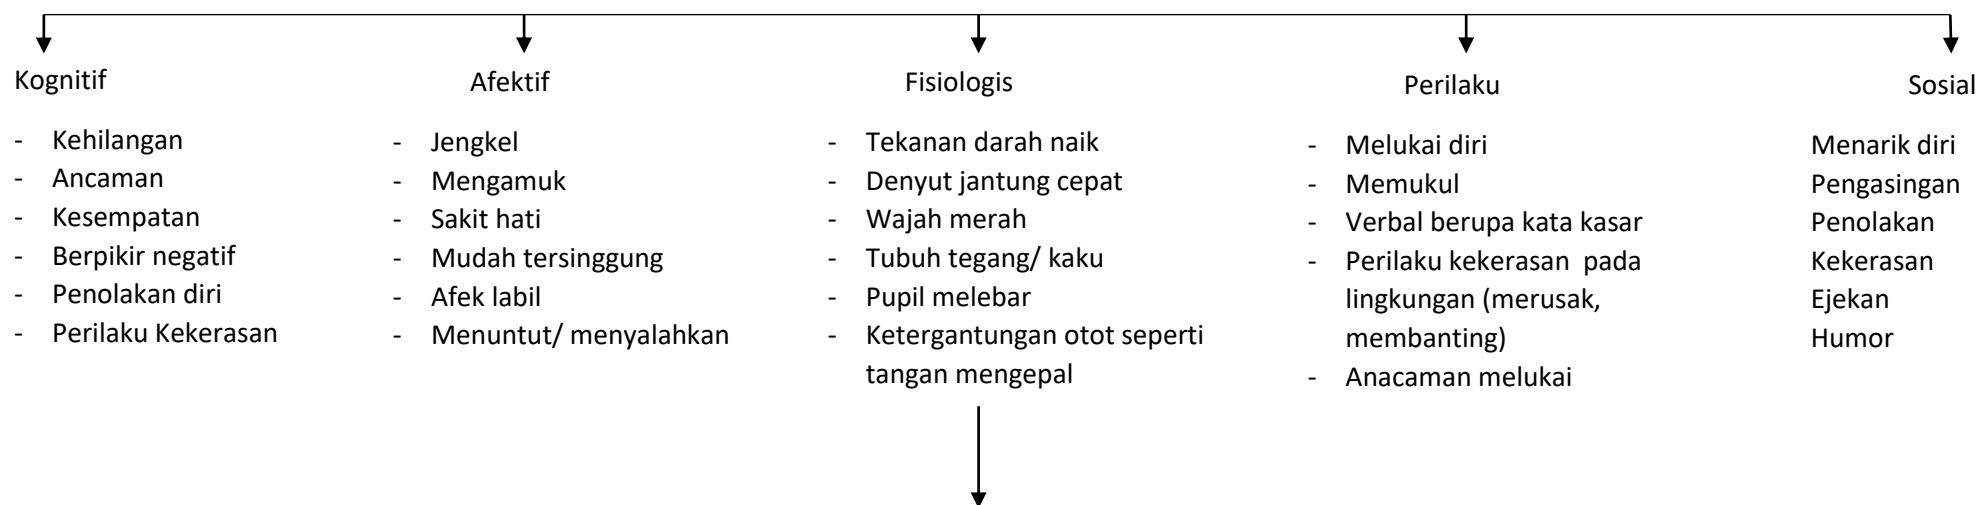 Kognitif
- Kehilangan
- Ancaman
- Kesempatan
- Berpikir negatif
- Penolakan diri
- Perilaku Kekerasan
Afektif
- Jengkel
- Mengamuk
- Sakit hati
- Mudah tersinggung
- Afek labil
- Menuntut/ menyalahkan
Fisiologis
- Tekanan darah naik
- Denyut jantung cepat
- Wajah merah
- Tubuh tegang/ kaku
- Pupil melebar
- Ketergantungan otot seperti
tangan mengepal
Perilaku
- Melukai diri
- Memukul
- Verbal berupa kata kasar
- Perilaku kekerasan  pada
lingkungan (merusak,
membanting)
- Anacaman melukai
Sosial
Menarik diri
Pengasingan
Penolakan
Kekerasan
Ejekan
Humor